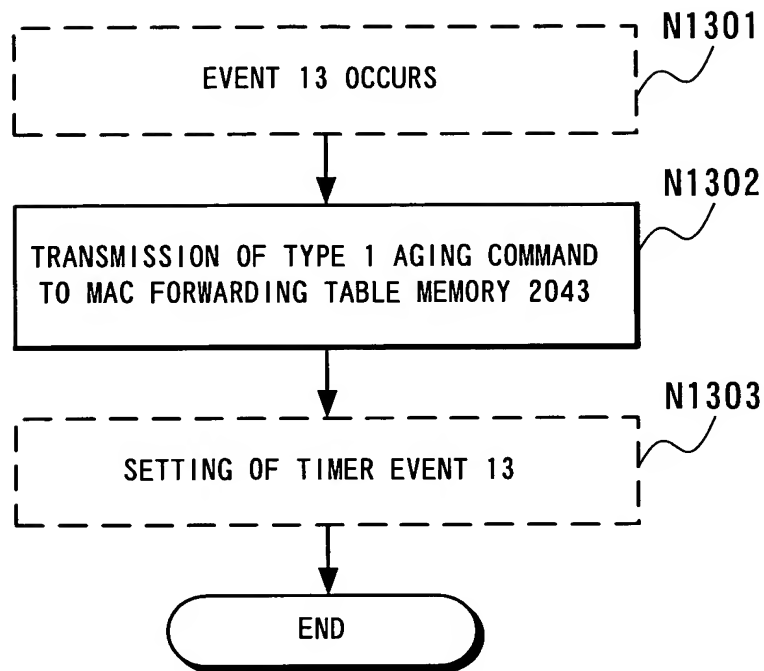 N1301
EVENT 13 OCCURS
N1302
TRANSMISSION OF TYPE 1 AGING COMMAND
TO MAC FORWARDING TABLE MEMORY 2043
N1303
SETTING OF TIMER EVENT 13
END